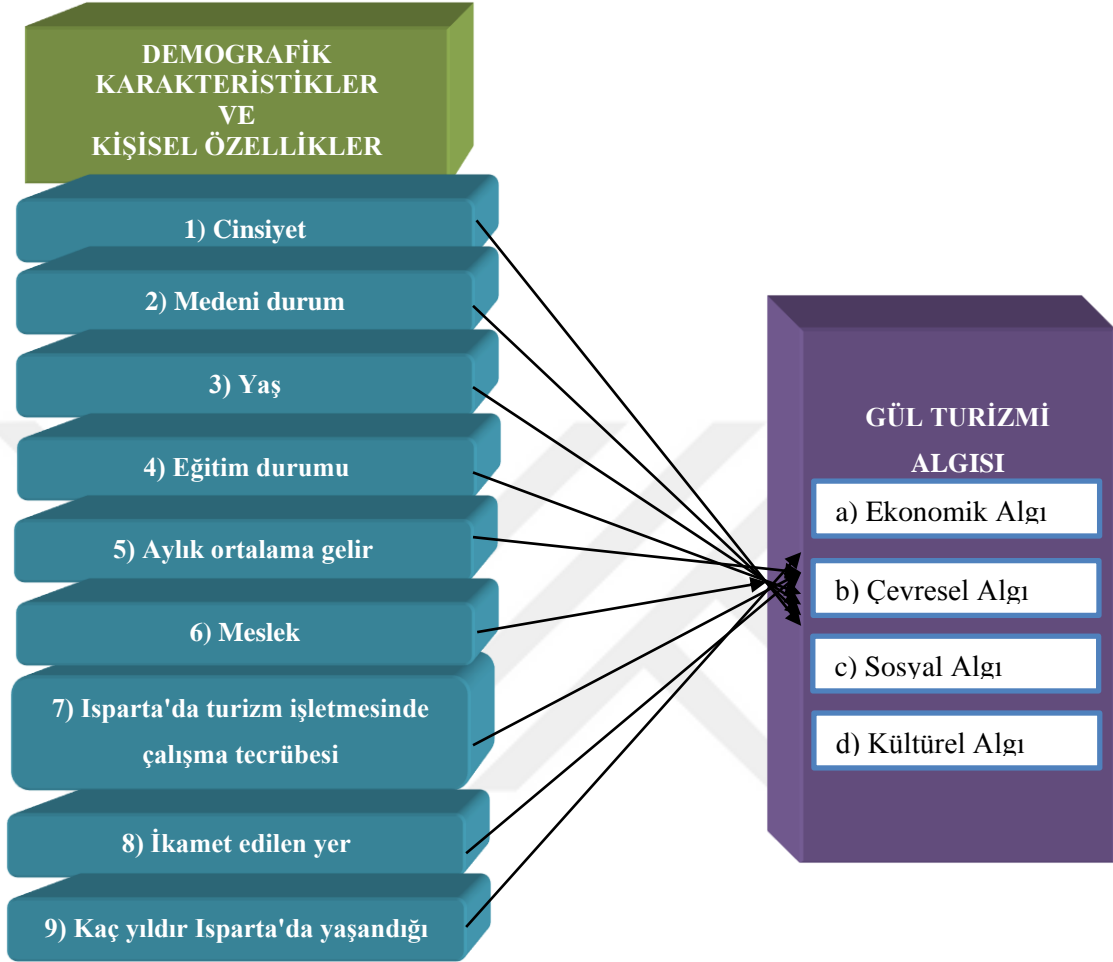 DEMOGRAFİK
KARAKTERİSTİKLER
VE
KİŞİSEL ÖZELLİKLER
1) Cinsiyet
2) Medeni durum
3) Yaş
4) Eğitim durumu
5) Aylık ortalama gelir
6) Meslek
7) Isparta'da turizm işletmesinde
çalışma tecrübesi
8) İkamet edilen yer
9) Kaç yıldır Isparta'da yaşandığı
GÜL TURİZMİ
ALGISI
a) Ekonomik Algı
b) Çevresel Algı
c) Sosyal Algı
d) Kültürel Algı